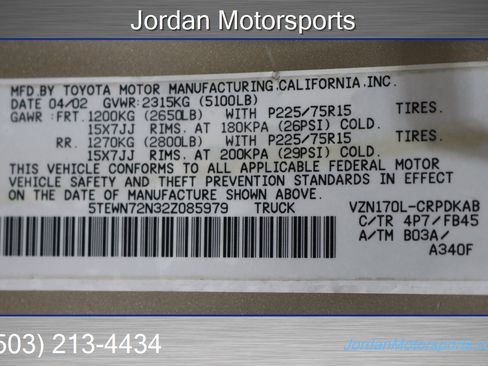 Jordan Motorsports
MFD.BY TOYOTA MOTOR MANUFACTURING.CALIFORNIA.INC.
DATE 04/02 GVWR:2315KG (5100LB)
GAWR:FRT.1200KG (2650LB) WITH P225/75R15 TIRES.
15X7JJ RIMS. AT 180KPA (26PSI) COLD.
RR. 1270KG (2800LB) WITH P225/75R15 TIRES.
15X7JJ RIMS. AT 200KPA (29PSI) COLD.
THIS VEHICLE CONFORMS TO ALL APPLICABLE FEDERAL MOTOR
VEHICLE SAFETY AND THEFT PREVENTION STANDARDS IN EFFECT
ON THE DATE OF MANUFACTURE SHOWN ABOVE.
5TEWN72N32Z085979 TRUCK VZN170L-CRPDKAB
C/TR 4P7/FB45
A/TM B03A/
A340F
503) 213-4434